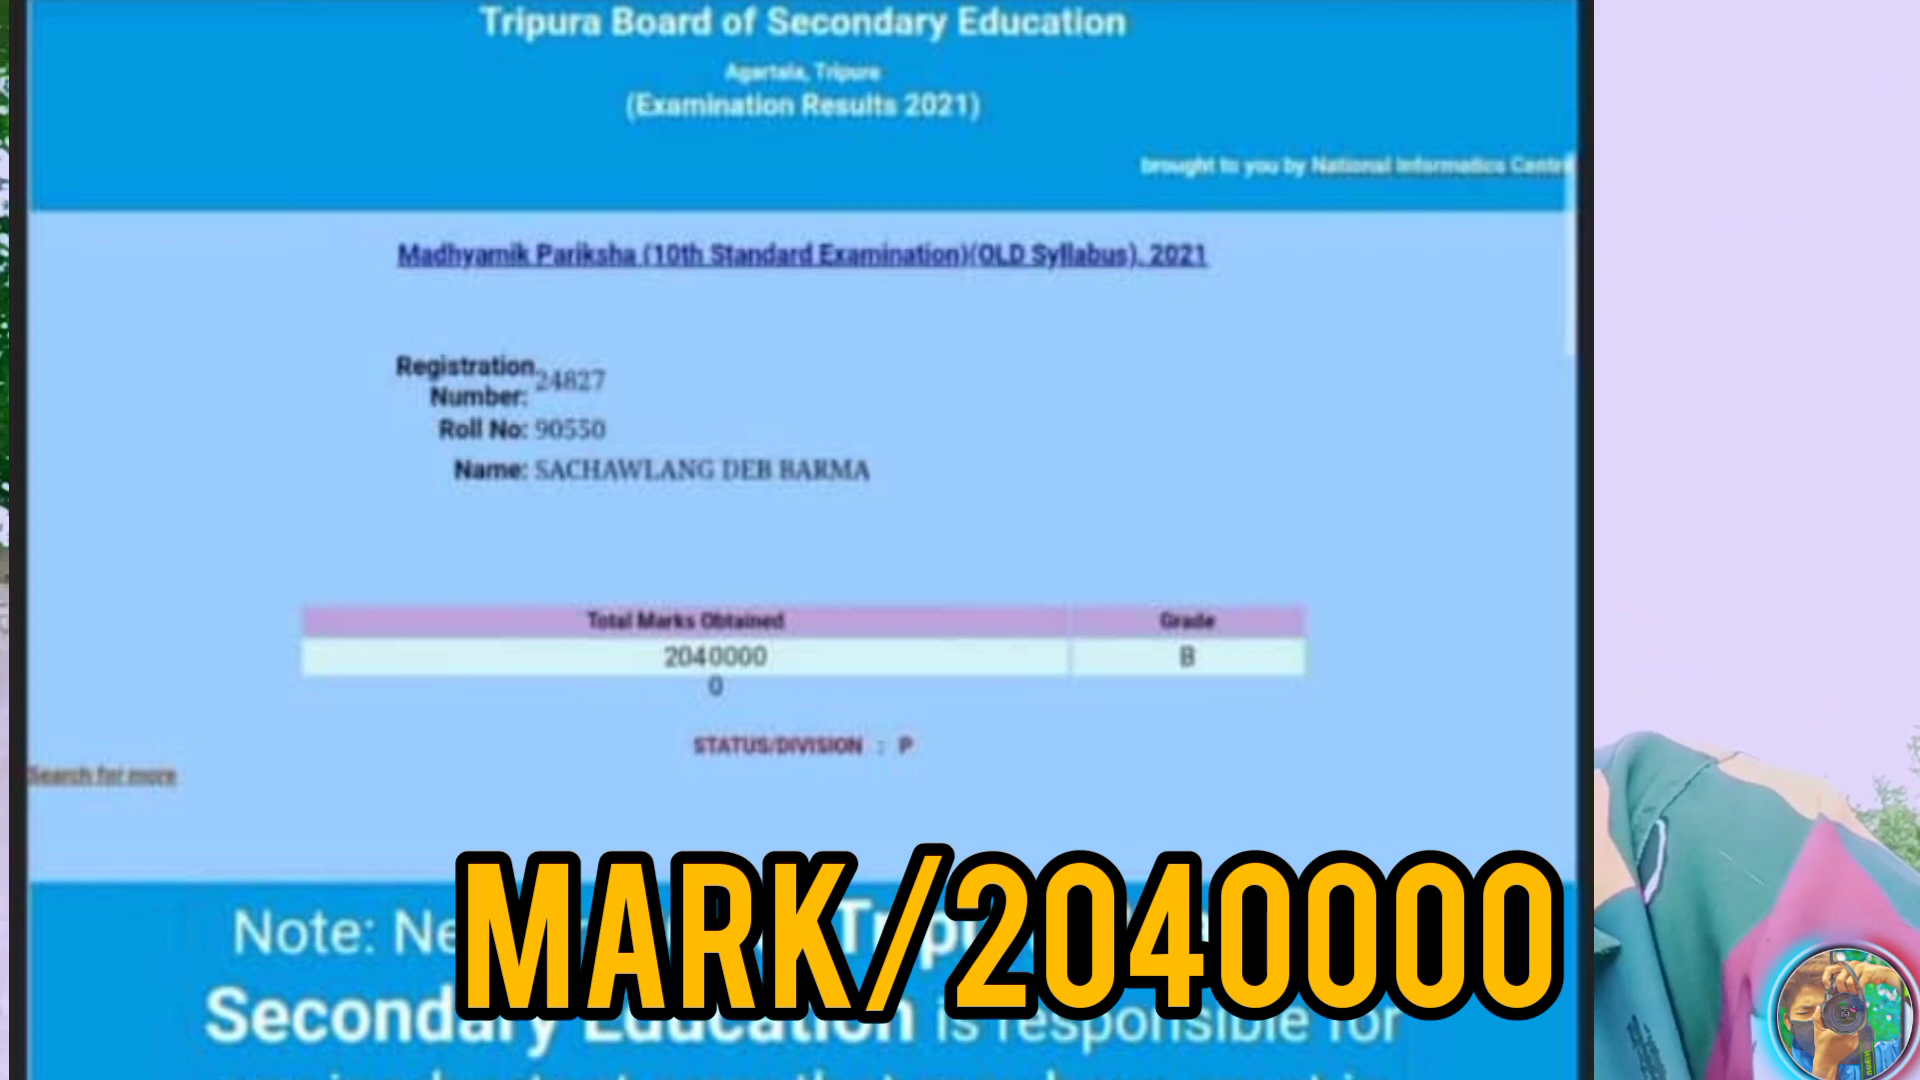 Tripura Board of Secondary Education
Agartala, Tripura
(Examination Results 2021)
brought to you by National Informatics Centre
Madhyamik Pariksha (10th Standard Examination)(OLD Syllabus), 2021
Registration Number: 24827
Roll No: 90550
Name: SACHAWLANG DEB BARMA
Total Marks Obtained Grade
2040000 B
0
STATUS/DIVISION : P
Search for more
MARK/2040000
Note:
Secondary Education is responsible for